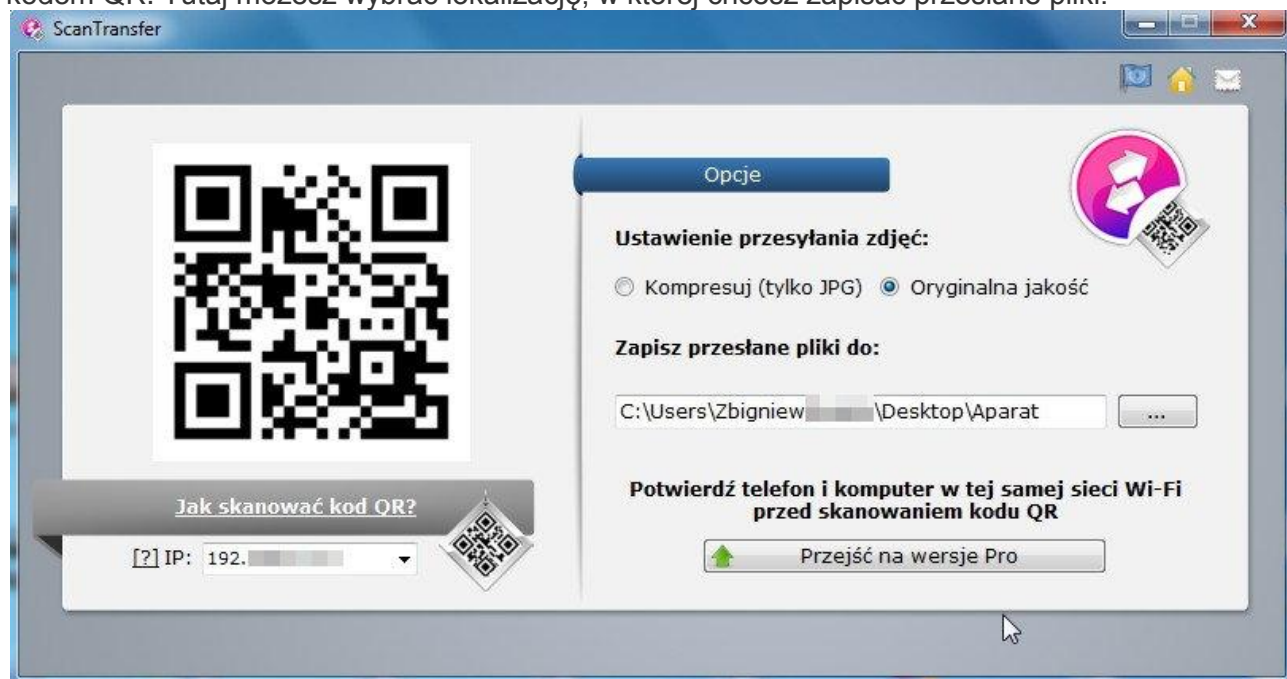 kodem QR. Tutaj możesz wybrać lokalizację, w której chcesz zapisać przesłane pliki.
ScanTransfer
Opcje
Ustawienie przesyłania zdjęć:
Kompresuj (tylko JPG) Oryginalna jakość
Zapisz przesłane pliki do:
C:\Users\Zbigniew \Desktop\Aparat ...
Jak skanować kod QR?
[?] IP: 192.
Potwierdź telefon i komputer w tej samej sieci Wi-Fi
przed skanowaniem kodu QR
Przejść na wersje Pro